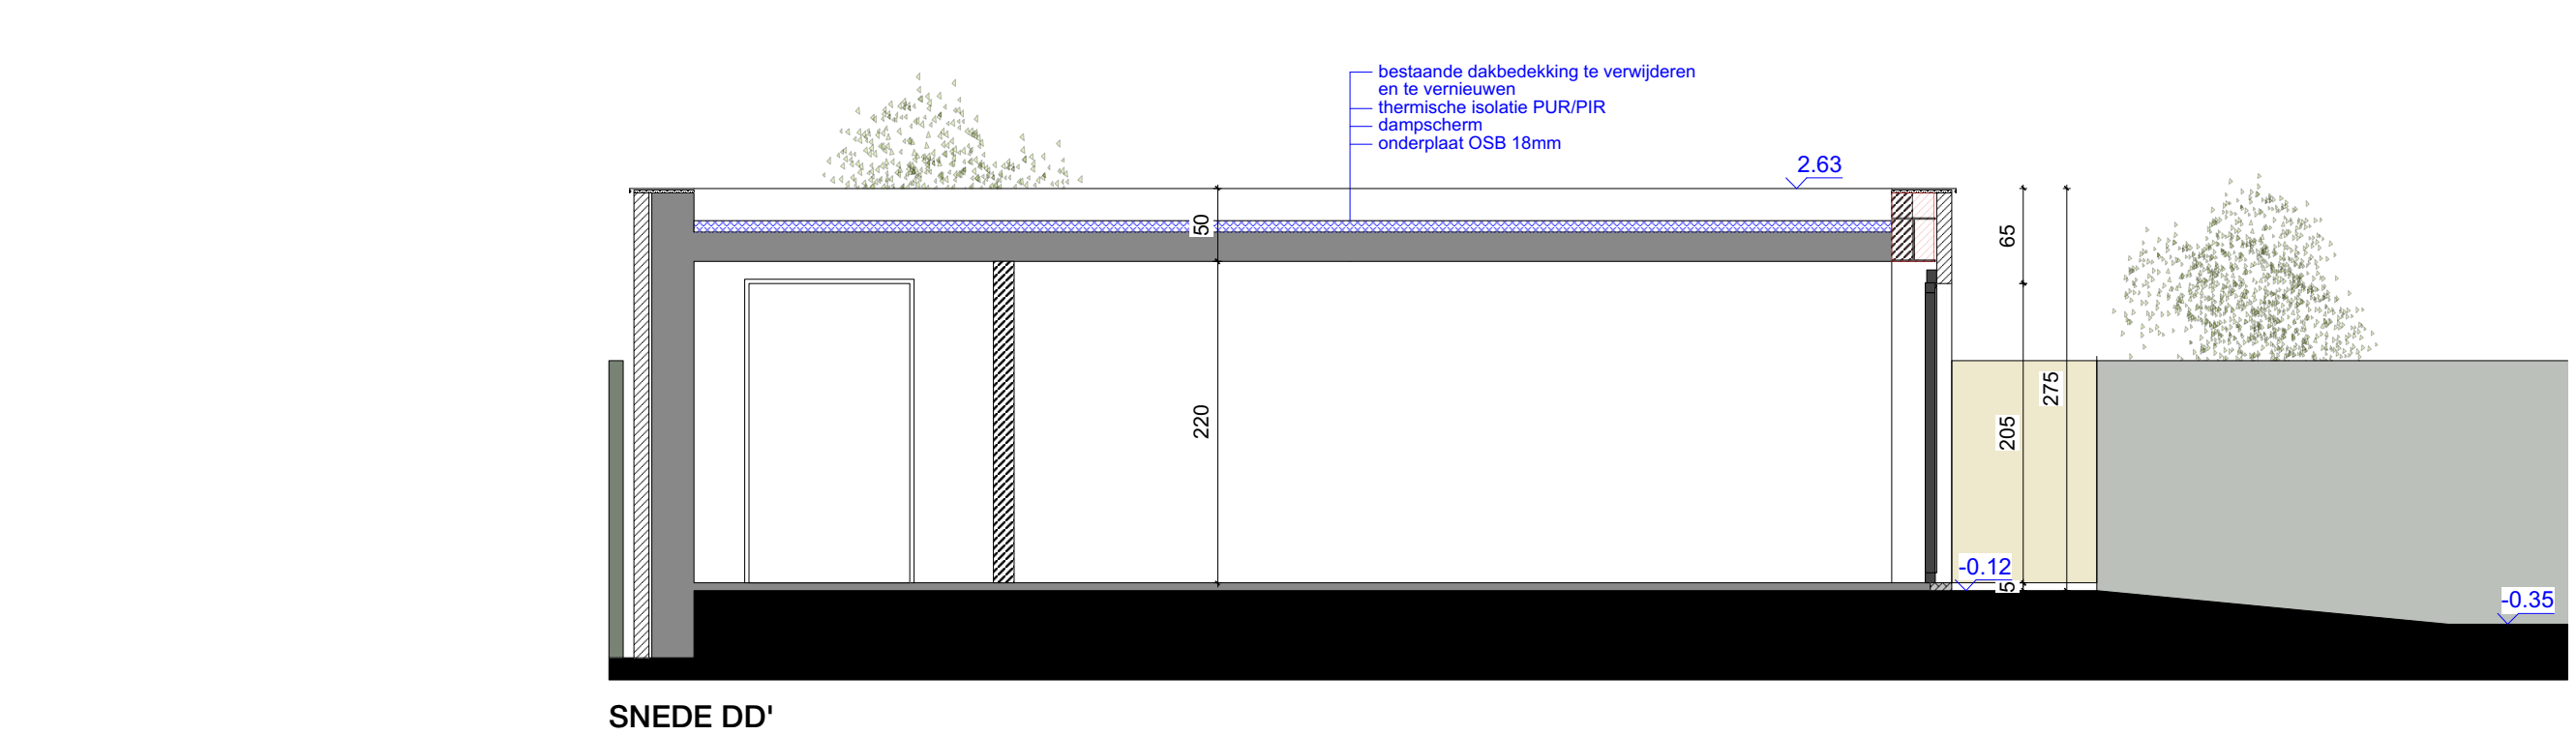 bestaande dakbedekking te verwijderen
en te vernieuwen
thermische isolatie PUR/PIR
dampscherm
onderplaat OSB 18mm
2.63
50
65
275
220
205
-0.12
5
-0.35
SNEDE DD'